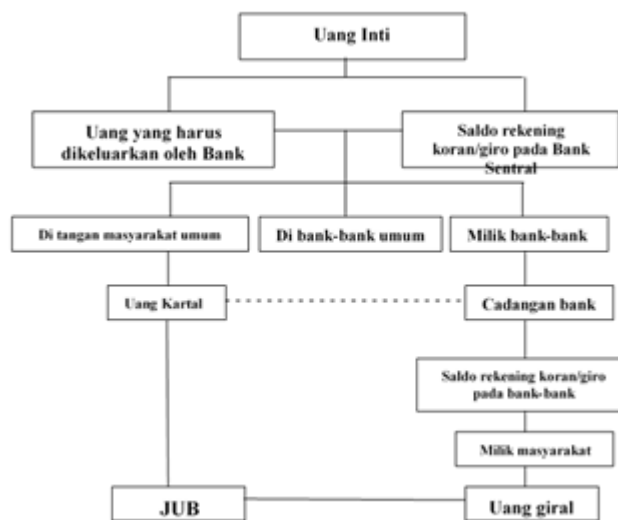 Uang Inti
Uang yang harus
dikeluarkan oleh Bank
Saldo rekening
koran/giro pada Bank
Sentral
Di tangan masyarakat umum
Di bank-bank umum
Milik bank-bank
Uang Kartal
Cadangan bank
Saldo rekening koran/giro
pada bank-bank
Milik masyarakat
JUB
Uang giral